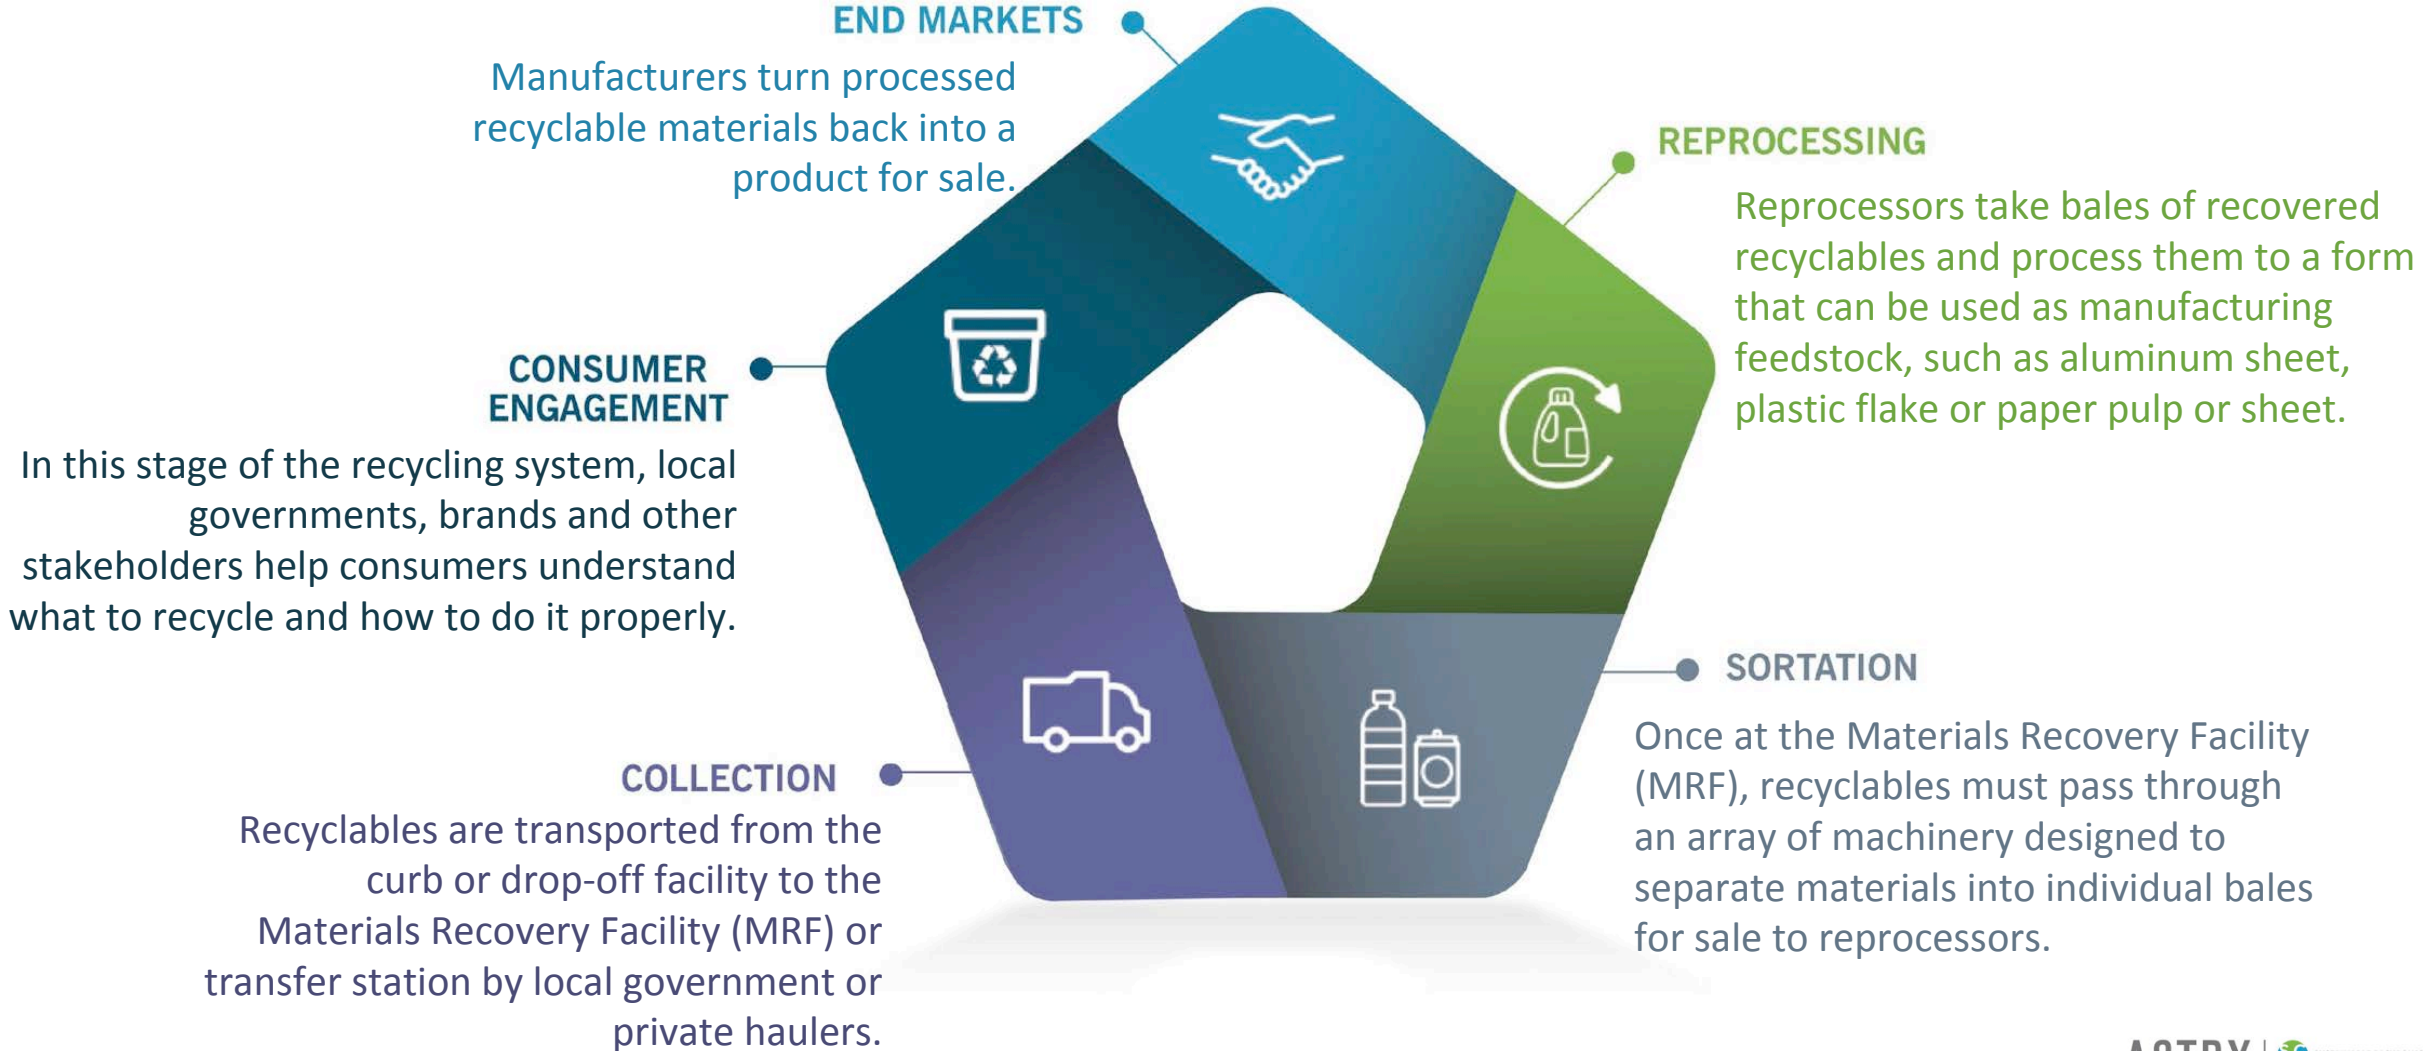 END MARKETS
Manufacturers turn processed
recyclable materials back into a
product for sale.
REPROCESSING
Reprocessors take bales of recovered
recyclables and process them to a form
that can be used as manufacturing
feedstock, such as aluminum sheet,
plastic flake or paper pulp or sheet.
CONSUMER
ENGAGEMENT
In this stage of the recycling system, local
governments, brands and other
stakeholders help consumers understand
what to recycle and how to do it properly.
SORTATION
Once at the Materials Recovery Facility
(MRF), recyclables must pass through
an array of machinery designed to
separate materials into individual bales
for sale to reprocessors.
COLLECTION
Recyclables are transported from the
curb or drop-off facility to the
Materials Recovery Facility (MRF) or
transfer station by local government or
private haulers.